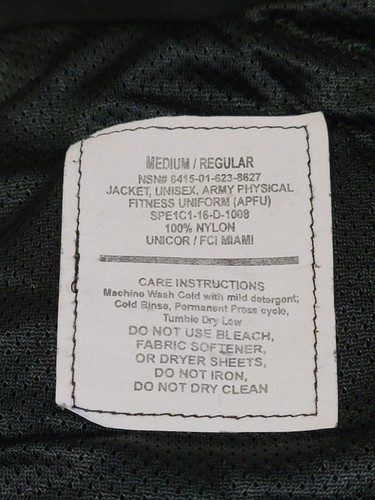 MEDIUM / REGULAR
NSN# 8415-01-623-8627
JACKET, UNISEX, ARMY PHYSICAL
FITNESS UNIFORM (APFU)
SPE1C1-16-D-1008
100% NYLON
UNICOR / FCI MIAMI
CARE INSTRUCTIONS
Machine Wash Cold with mild detergent;
Cold Rinse, Permanent Press cycle,
Tumble Dry Low
DO NOT USE BLEACH,
FABRIC SOFTENER,
OR DRYER SHEETS,
DO NOT IRON,
DO NOT DRY CLEAN